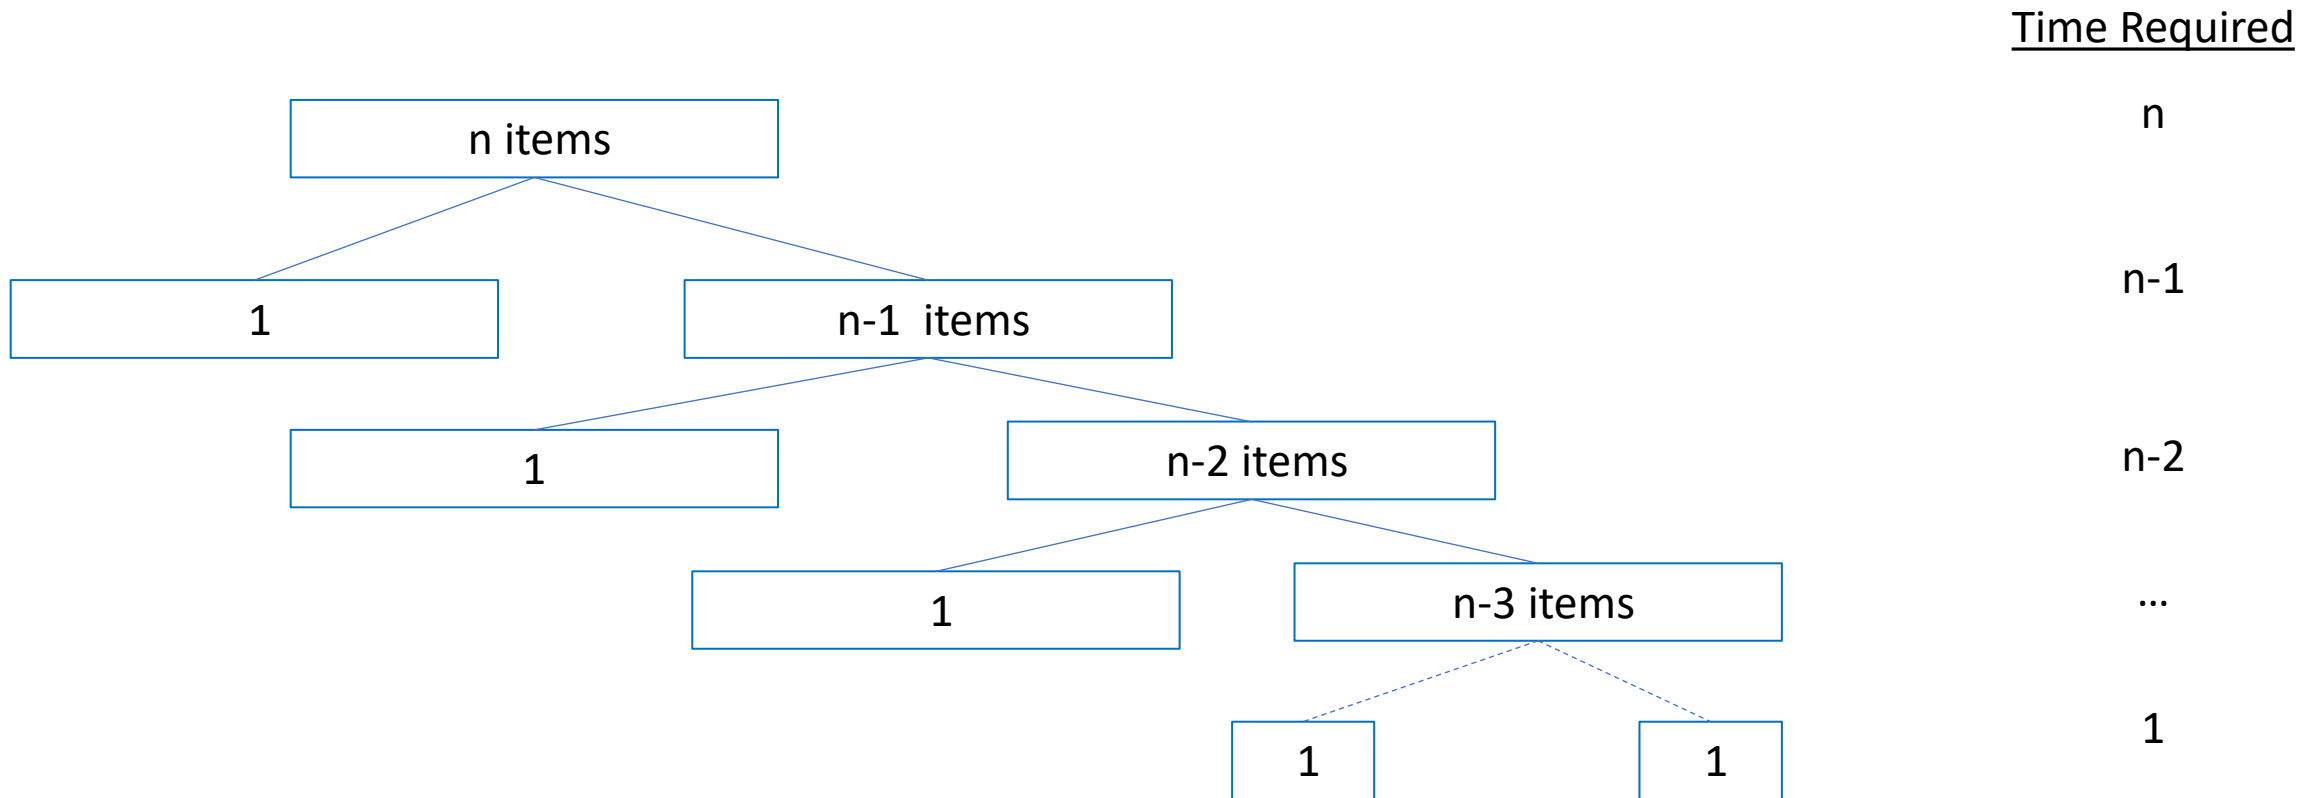 Time Required
n items
n
1
n-1 items
n-1
1
n-2 items
n-2
1
n-3 items
...
1
1
1